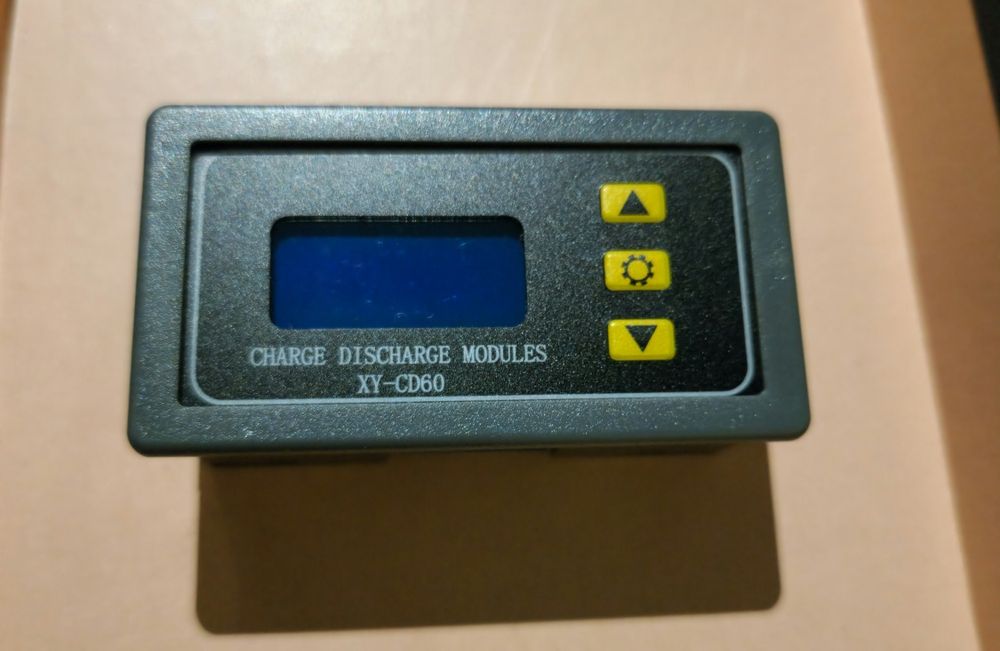 CHARGE DISCHARGE MODULES
XY-CD60